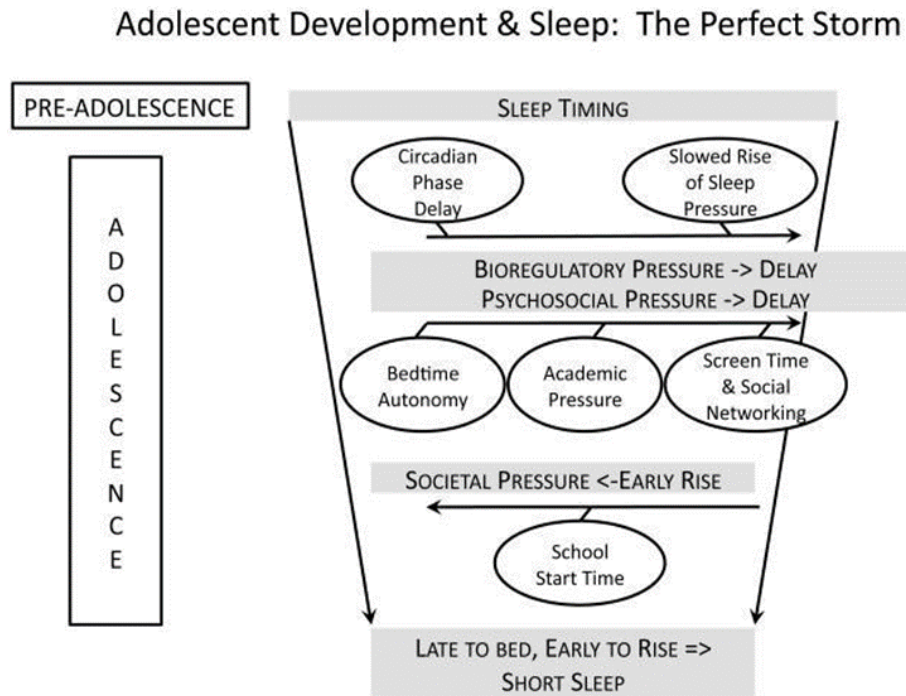 Adolescent Development & Sleep:  The Perfect Storm
PRE-ADOLESCENCE
SLEEP TIMING
Circadian
Phase
Delay
Slowed Rise
of Sleep
Pressure
ADOLESCENCE
BIOREGULATORY PRESSURE -> DELAY
PSYCHOSOCIAL PRESSURE -> DELAY
Bedtime
Autonomy
Academic
Pressure
Screen Time
& Social
Networking
SOCIETAL PRESSURE <-EARLY RISE
School
Start Time
LATE TO BED, EARLY TO RISE =>
SHORT SLEEP